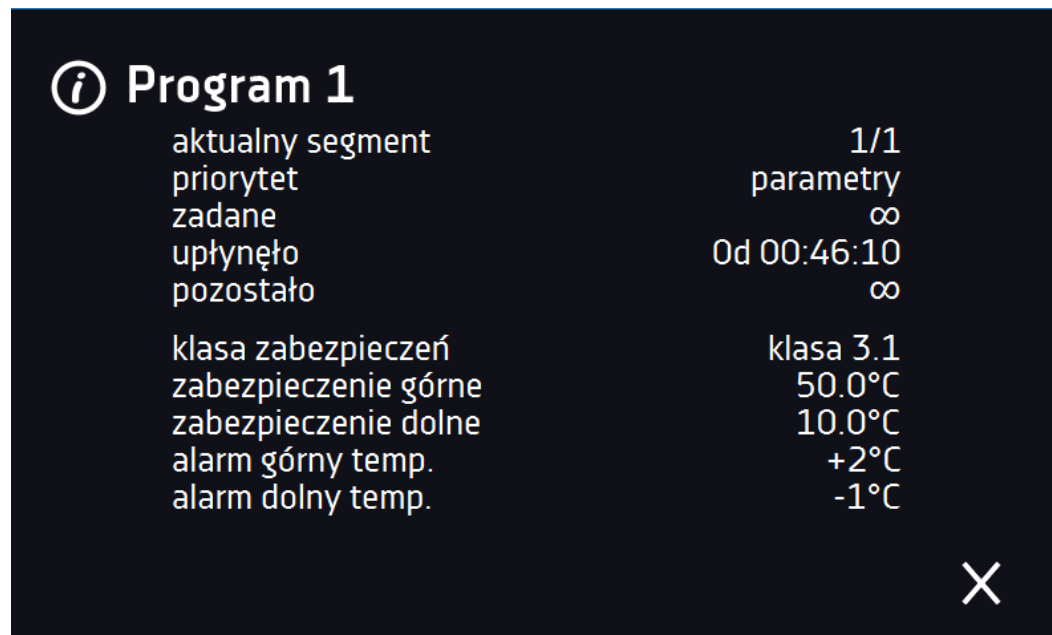 Program 1
aktualny segment 1/1
priorytet parametry
zadane ∞
upłynęło 0d 00:46:10
pozostało ∞
klasa zabezpieczeń klasa 3.1
zabezpieczenie górne 50.0°C
zabezpieczenie dolne 10.0°C
alarm górny temp. +2°C
alarm dolny temp. -1°C